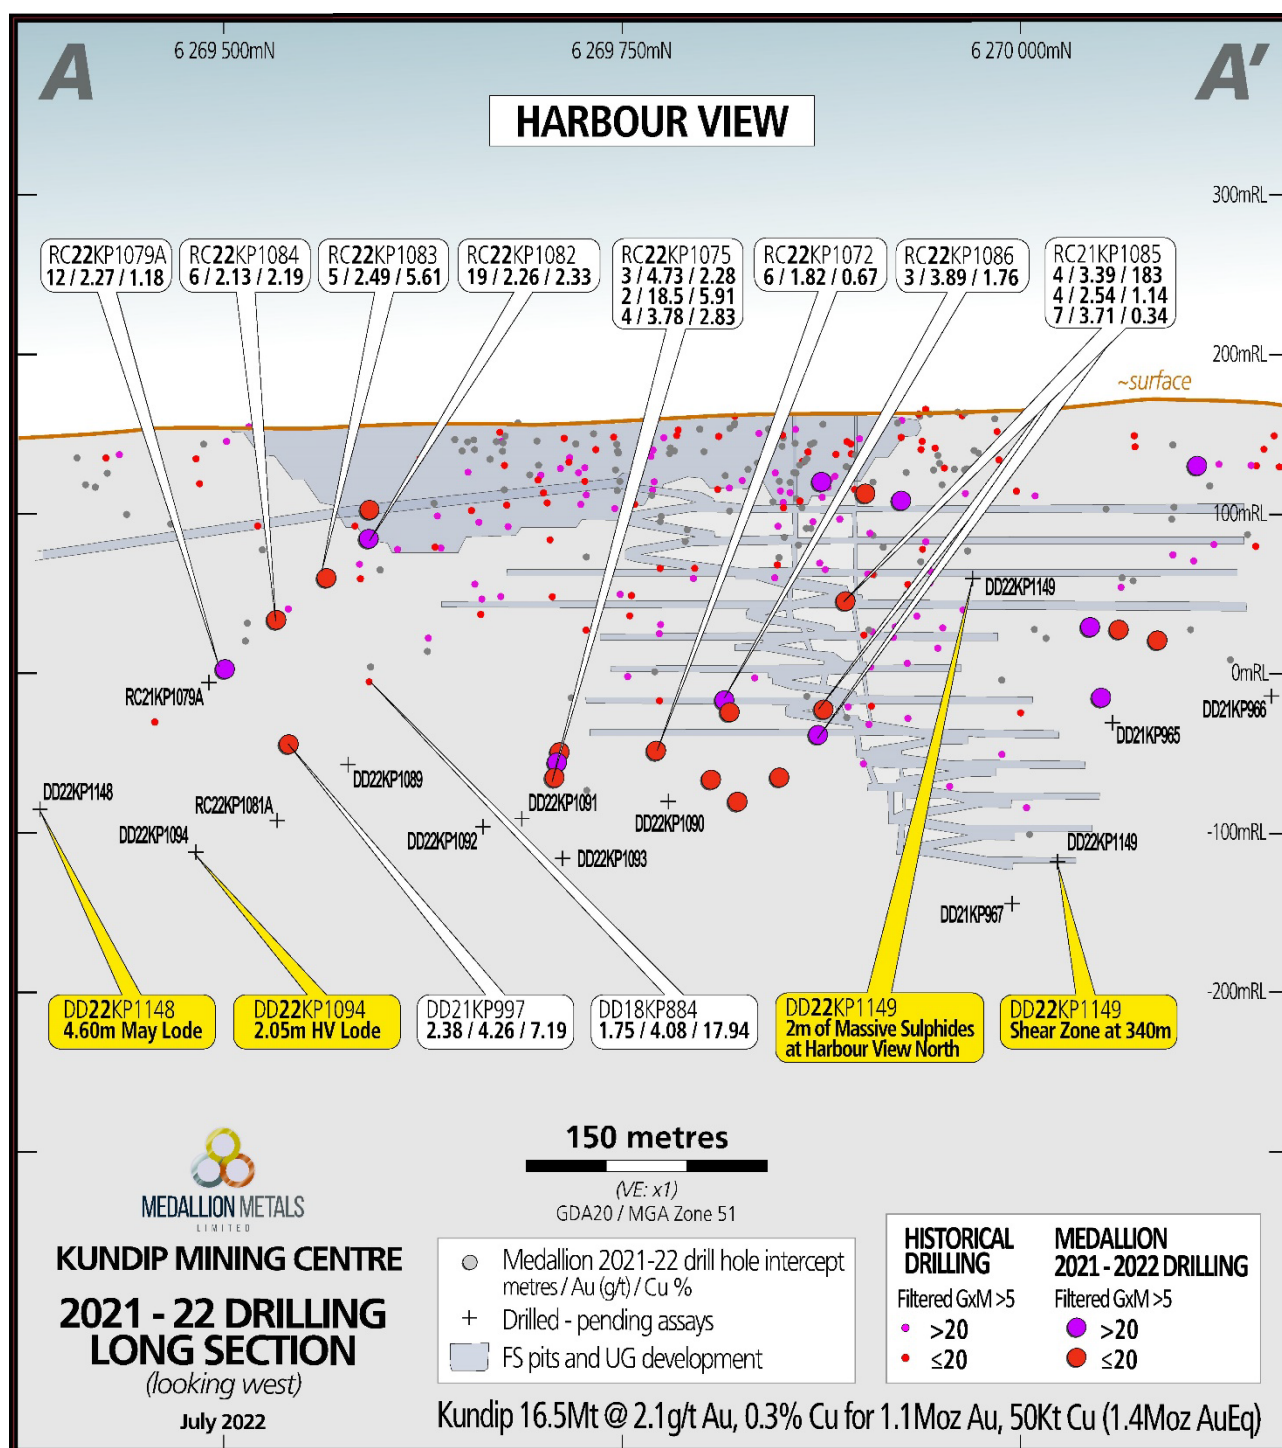 6 269 500mN
6 269 750mN
6 270 000mN
A
A'
HARBOUR VIEW
300mRL
RC22KP1079A
12 / 2.27 / 1.18
RC22KP1084
6 / 2.13 / 2.19
RC22KP1083
5 / 2.49 / 5.61
RC22KP1082
19 / 2.26 / 2.33
RC22KP1075
3 / 4.73 / 2.28
2 / 18.5 / 5.91
4 / 3.78 / 2.83
RC22KP1072
6 / 1.82 / 0.67
RC22KP1086
3 / 3.89 / 1.76
RC21KP1085
4 / 3.39 / 183
4 / 2.54 / 1.14
7 / 3.71 / 0.34
200mRL
~surface
100mRL
DD22KP1149
0mRL
RC21KP1079A
DD21KP966
DD21KP965
DD22KP1089
DD22KP1148
RC22KP1081A
DD22KP1091
DD22KP1090
DD22KP1094
DD22KP1092
-100mRL
DD22KP1093
DD22KP1149
DD21KP967
-200mRL
DD22KP1148
4.60m May Lode
DD22KP1094
2.05m HV Lode
DD21KP997
2.38 / 4.26 / 7.19
DD18KP884
1.75 / 4.08 / 17.94
DD22KP1149
2m of Massive Sulphides
at Harbour View North
DD22KP1149
Shear Zone at 340m
MEDALLION METALS
LIMITED
KUNDIP MINING CENTRE
2021 - 22 DRILLING
LONG SECTION
(looking west)
July 2022
150 metres
(VE: x1)
GDA20 / MGA Zone 51
Medallion 2021-22 drill hole intercept
metres / Au (g/t) / Cu %
Drilled - pending assays
FS pits and UG development
HISTORICAL
DRILLING
Filtered GxM >5
>20
≤20
MEDALLION
2021 - 2022 DRILLING
Filtered GxM >5
>20
≤20
Kundip 16.5Mt @ 2.1g/t Au, 0.3% Cu for 1.1Moz Au, 50Kt Cu (1.4Moz AuEq)